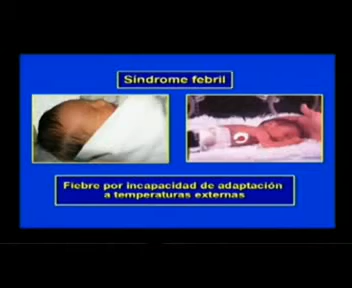 Síndrome febril
Fiebre por incapacidad de adaptación
a temperaturas externas